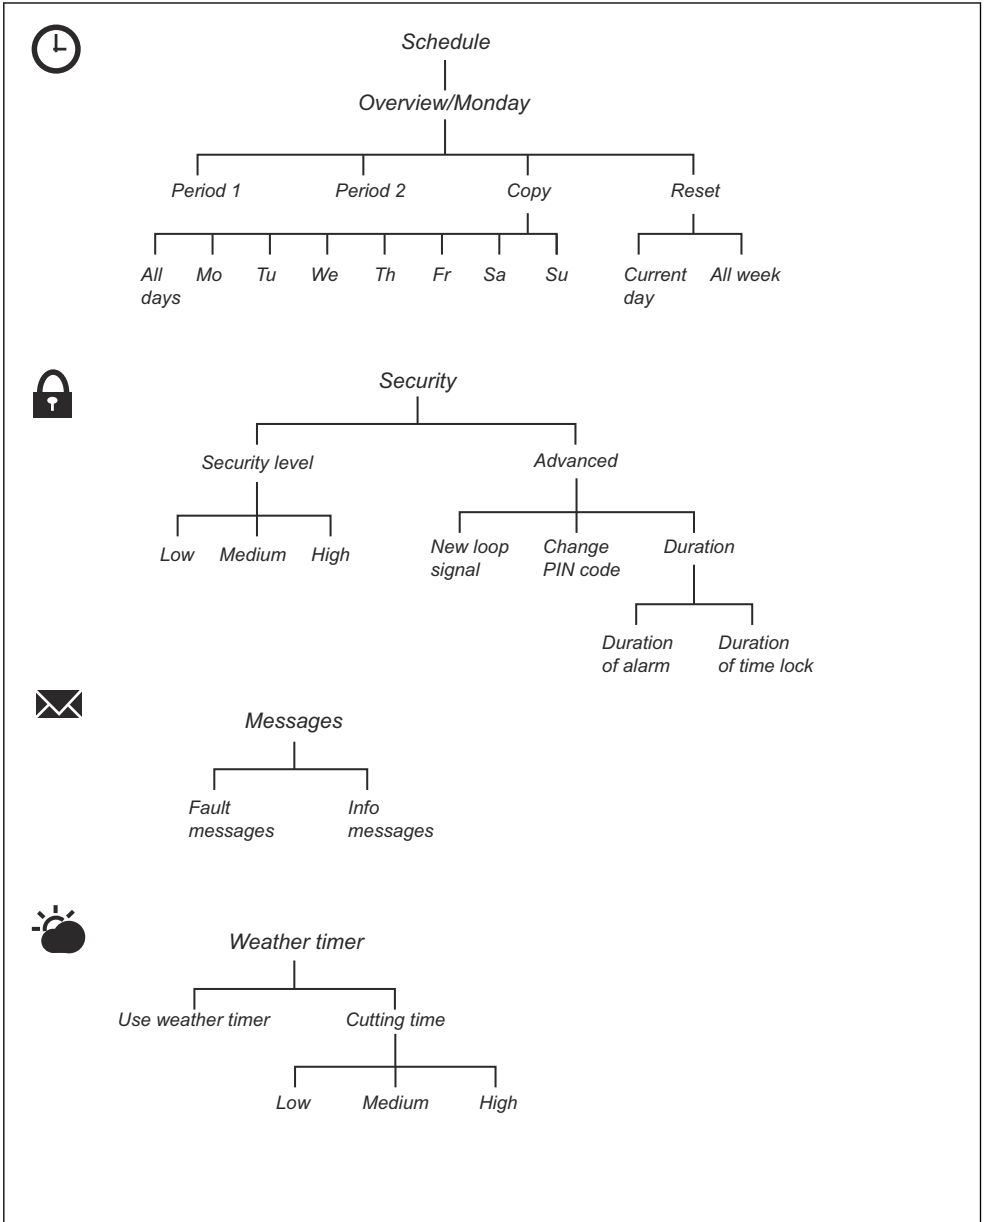 Schedule
Overview/Monday
Period 1 Period 2 Copy Reset
All Mo Tu We Th Fr Sa Su Current All week
days day
Security
Security level Advanced
New loop Change Duration
signal PIN code
Low Medium High
Duration Duration
of alarm of time lock
Messages
Fault Info
messages messages
Weather timer
Use weather timer Cutting time
Low Medium High